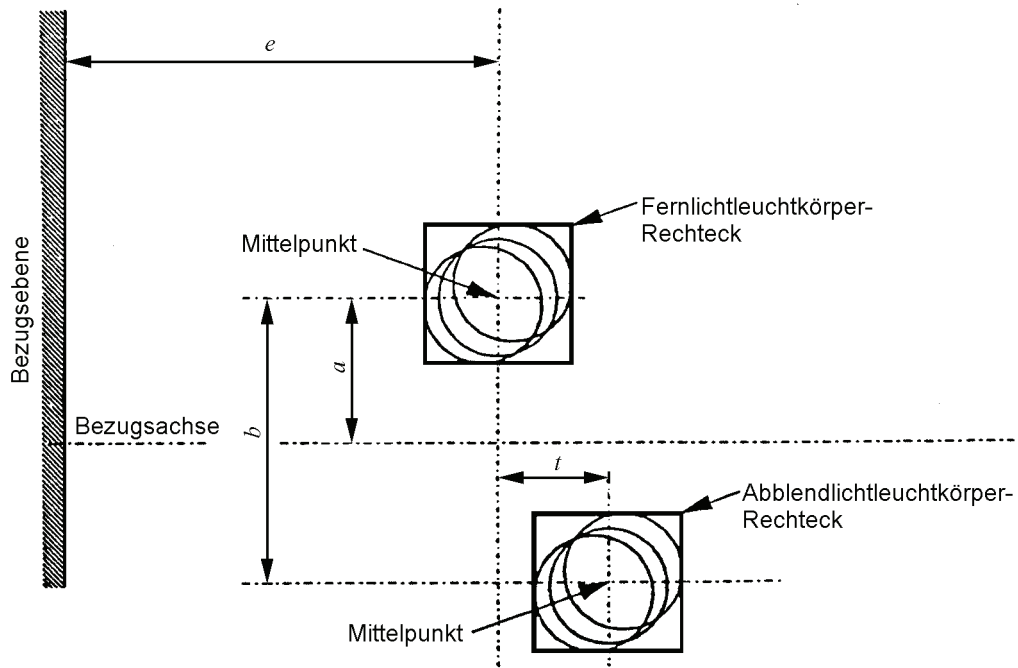 e
Fernlichtleuchtkörper-
Rechteck
Mittelpunkt
Bezugsebene
a
Bezugsachse
b
t
Abblendlichtleuchtkörper-
Rechteck
Mittelpunkt